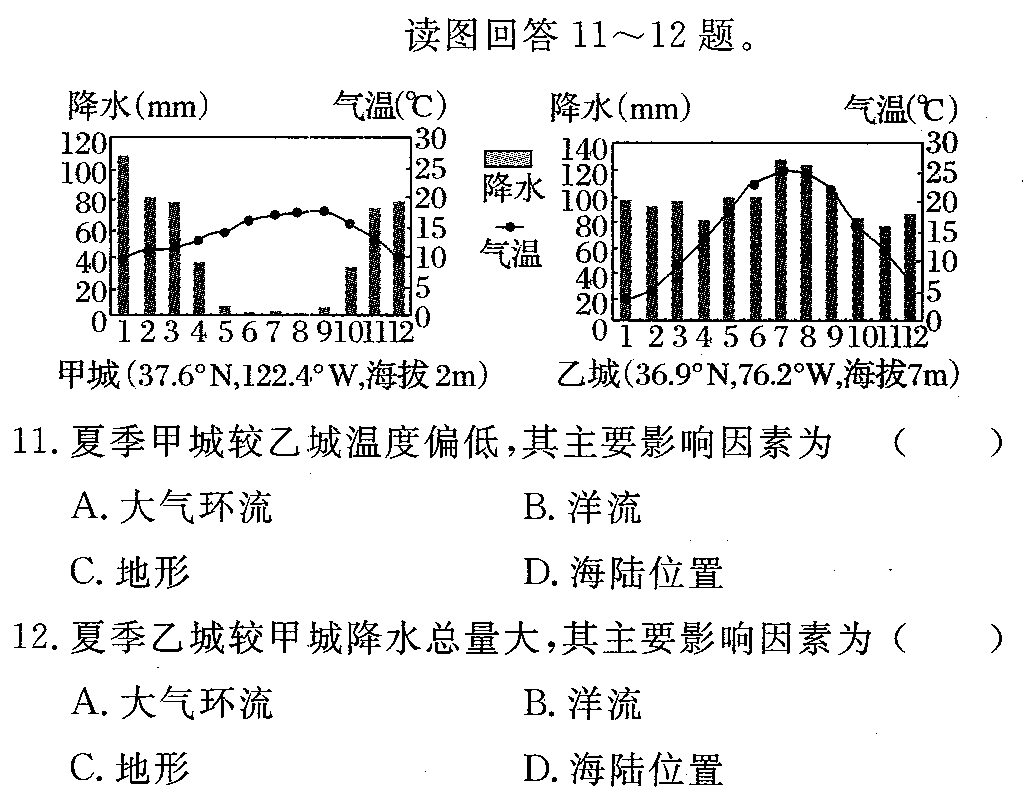 读图回答 11～12 题。
降水(mm) 气温(℃) 降水(mm) 气温(℃)
120 100 80 60 40 20 0
30 25 20 15 10 5 0
1 2 3 4 5 6 7 8 9 10 11 12
降水
气温
140 120 100 80 60 40 20 0
30 25 20 15 10 5 0
1 2 3 4 5 6 7 8 9 10 11 12
甲城(37.6°N,122.4°W,海拔 2m) 乙城(36.9°N,76.2°W,海拔7m)
11. 夏季甲城较乙城温度偏低,其主要影响因素为 ( )
A. 大气环流 B. 洋流
C. 地形 D. 海陆位置
12. 夏季乙城较甲城降水总量大,其主要影响因素为 ( )
A. 大气环流 B. 洋流
C. 地形 D. 海陆位置